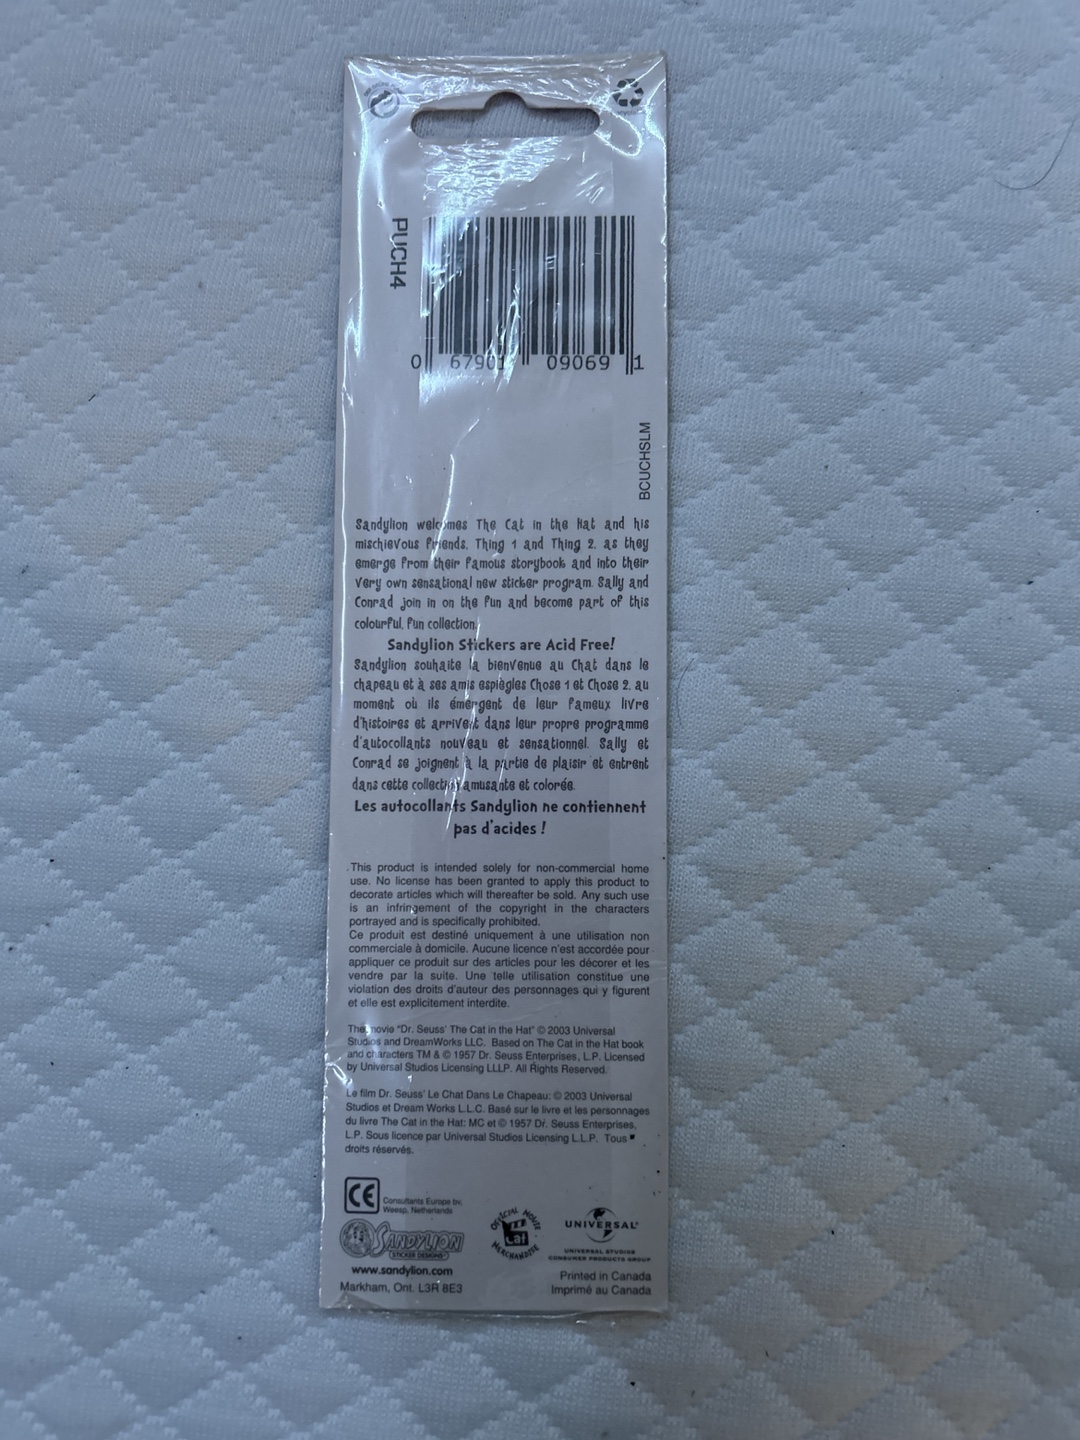 PUCH4
0 67901 09069 1
BCUCHSLM
Sandylion welcomes The Cat in the Hat and his
mischievous friends, Thing 1 and Thing 2, as they
emerge from their famous storybook and into their
very own sensational new sticker program. Sally and
Conrad join in on the fun and become part of this
colourful, fun collection.
Sandylion Stickers are Acid Free!
Sandylion souhaite la bienvenue au Chat dans le
chapeau et à ses amis espiègles Chose 1 et Chose 2, au
moment où ils émergent de leur fameux livre
d'histoires et arrivent dans leur propre programme
d'autocollants nouveau et sensationnel. Sally et
Conrad se joignent à la partie de plaisir et entrent
dans cette collection amusante et colorée.
Les autocollants Sandylion ne contiennent
pas d'acides !
This product is intended solely for non-commercial home
use. No license has been granted to apply this product to
decorate articles which will thereafter be sold. Any such use
is an infringement of the copyright in the characters
portrayed and is specifically prohibited.
Ce produit est destiné uniquement à une utilisation non
commerciale à domicile. Aucune licence n'est accordée pour
appliquer ce produit sur des articles pour les décorer et les
vendre par la suite. Une telle utilisation constitue une
violation des droits d'auteur des personnages qui y figurent
et elle est explicitement interdite.
The movie "Dr. Seuss' The Cat in the Hat" © 2003 Universal
Studios and DreamWorks LLC. Based on The Cat in the Hat book
and characters TM & © 1957 Dr. Seuss Enterprises, L.P. Licensed
by Universal Studios Licensing LLLP. All Rights Reserved.
Le film Dr. Seuss' Le Chat Dans Le Chapeau: © 2003 Universal
Studios et Dream Works L.L.C. Basé sur le livre et les personnages
du livre The Cat in the Hat: MC et © 1957 Dr. Seuss Enterprises,
L.P. Sous licence par Universal Studios Licensing L.L.P. Tous
droits réservés.
CE Consultants Europe bv.
Weesp, Netherlands
SANDYLION
STICKER DESIGNS
www.sandylion.com
Markham, Ont. L3R 8E3
OFFICIAL MOVIE
Cat
MERCHANDISE
UNIVERSAL
UNIVERSAL STUDIOS
CONSUMER PRODUCTS GROUP
Printed in Canada
Imprimé au Canada